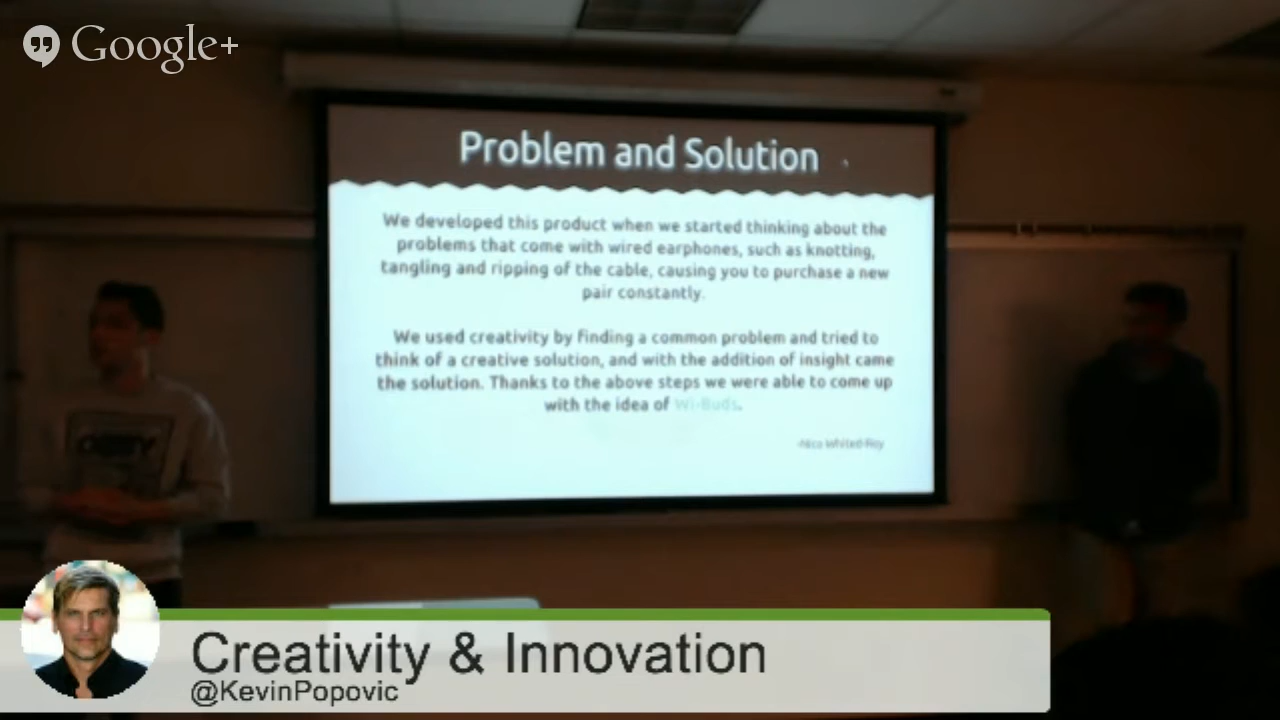 Google+
Problem and Solution
We developed this product when we started thinking about the
problems that come with wired earphones, such as knotting,
tangling and ripping of the cable, causing you to purchase a new
pair constantly.
We used creativity by finding a common problem and tried to
think of a creative solution, and with the addition of insight came
the solution. Thanks to the above steps we were able to come up
with the idea of Wi-Buds.
-Nico Whited-Roy
OBEY
Creativity & Innovation
@KevinPopovic